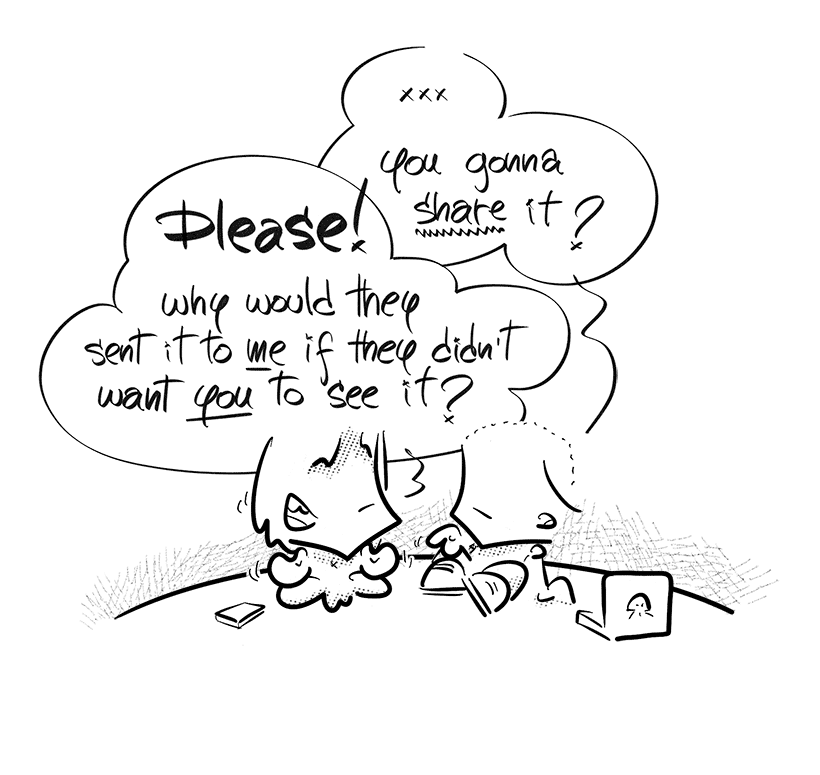 xxx
you gonna
share it?
Please!
why would they
sent it to me if they didn't
want you to see it?